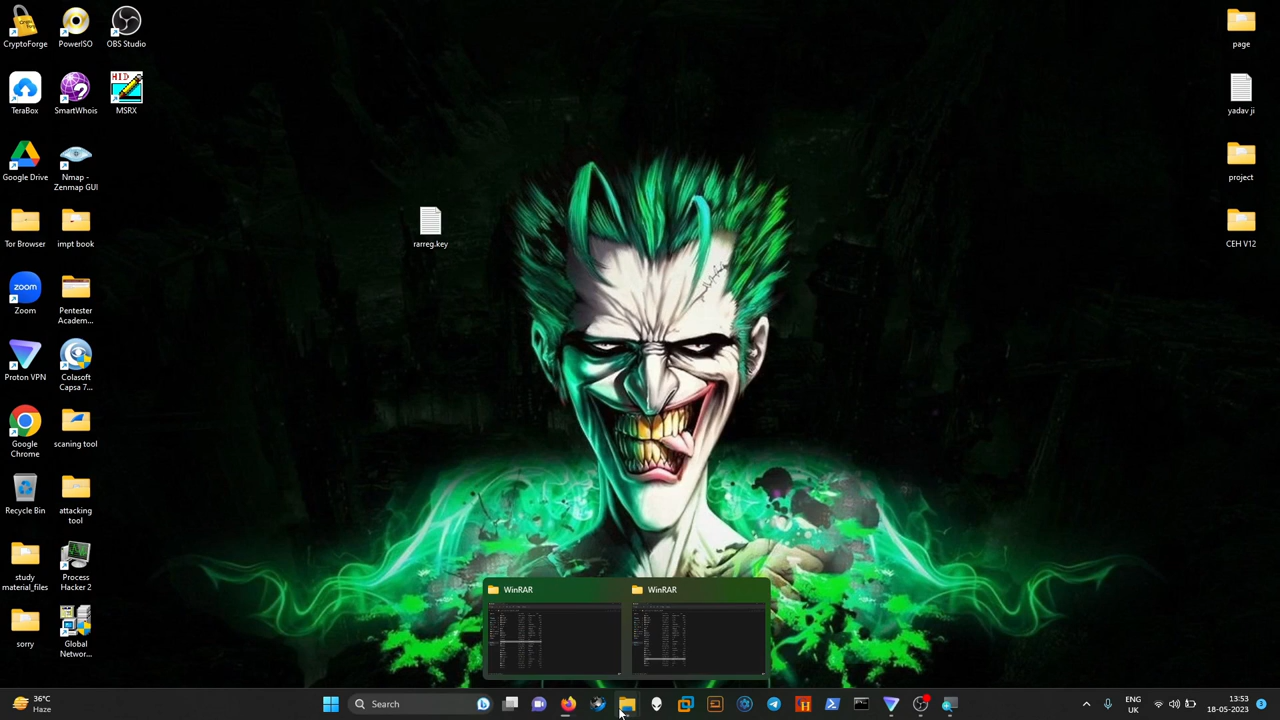 CryptoForge
PowerISO
OBS Studio
HID
TeraBox
SmartWhois
MSRX
Google Drive
Nmap -
Zenmap GUI
Tor Browser
impt book
zoom
Zoom
Pentester
Academ...
Proton VPN
Colasoft
Capsa 7...
Google
Chrome
scaning tool
Recycle Bin
attacking
tool
study
material_files
Process
Hacker 2
sorry
Global
Networ...
rarreg.key
page
yadav ji
project
CEH V12
WinRAR
WinRAR
36°C
Haze
Search
ENG
UK
13:53
18-05-2023
3